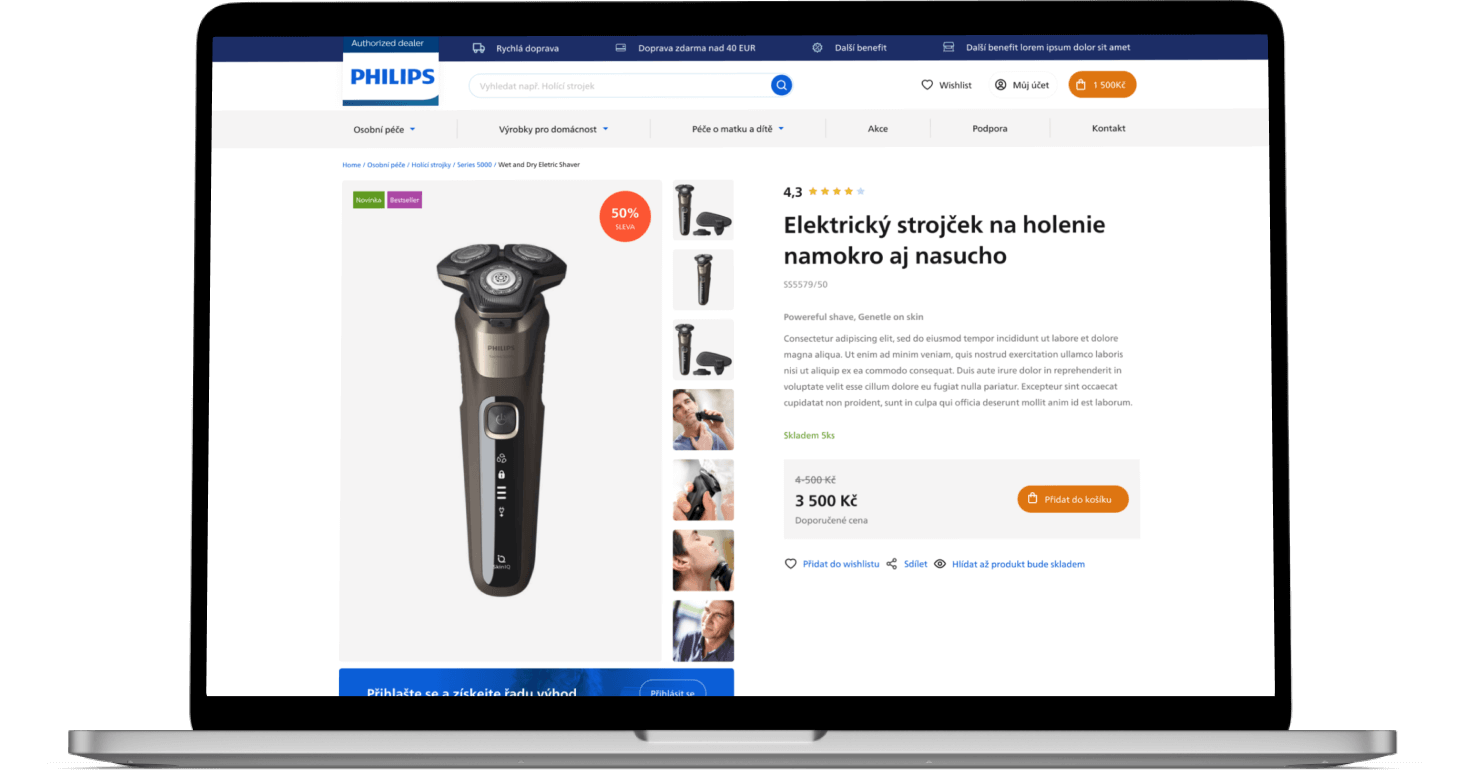 Authorized dealer
Rychlá doprava
Doprava zdarma nad 40 EUR
Další benefit
Další benefit lorem ipsum dolor sit amet
PHILIPS
Vyhledat např. Holící strojek
Wishlist
Můj účet
1 500Kč
Osobní péče
Výrobky pro domácnost
Péče o matku a dítě
Akce
Podpora
Kontakt
Home / Osobní péče / Holící strojky / Series 5000 / Wet and Dry Eletric Shaver
Novinka
Bestseller
50%
SLEVA
PHILIPS
SkinIQ
4,3
Elektrický strojček na holenie
namokro aj nasucho
S55579/50
Powereful shave, Genetle on skin
Consectetur adipiscing elit, sed do eiusmod tempor incididunt ut labore et dolore
magna aliqua. Ut enim ad minim veniam, quis nostrud exercitation ullamco laboris
nisi ut aliquip ex ea commodo consequat. Duis aute irure dolor in reprehenderit in
voluptate velit esse cillum dolore eu fugiat nulla pariatur. Excepteur sint occaecat
cupidatat non proident, sunt in culpa qui officia deserunt mollit anim id est laborum.
Skladem 5ks
4 500 Kč
3 500 Kč
Doporučené cena
Přidat do košíku
Přidat do wishlistu
Sdílet
Hlídat až produkt bude skladem
Přihlašte se a získejte řadu výhod
Přihlásit se